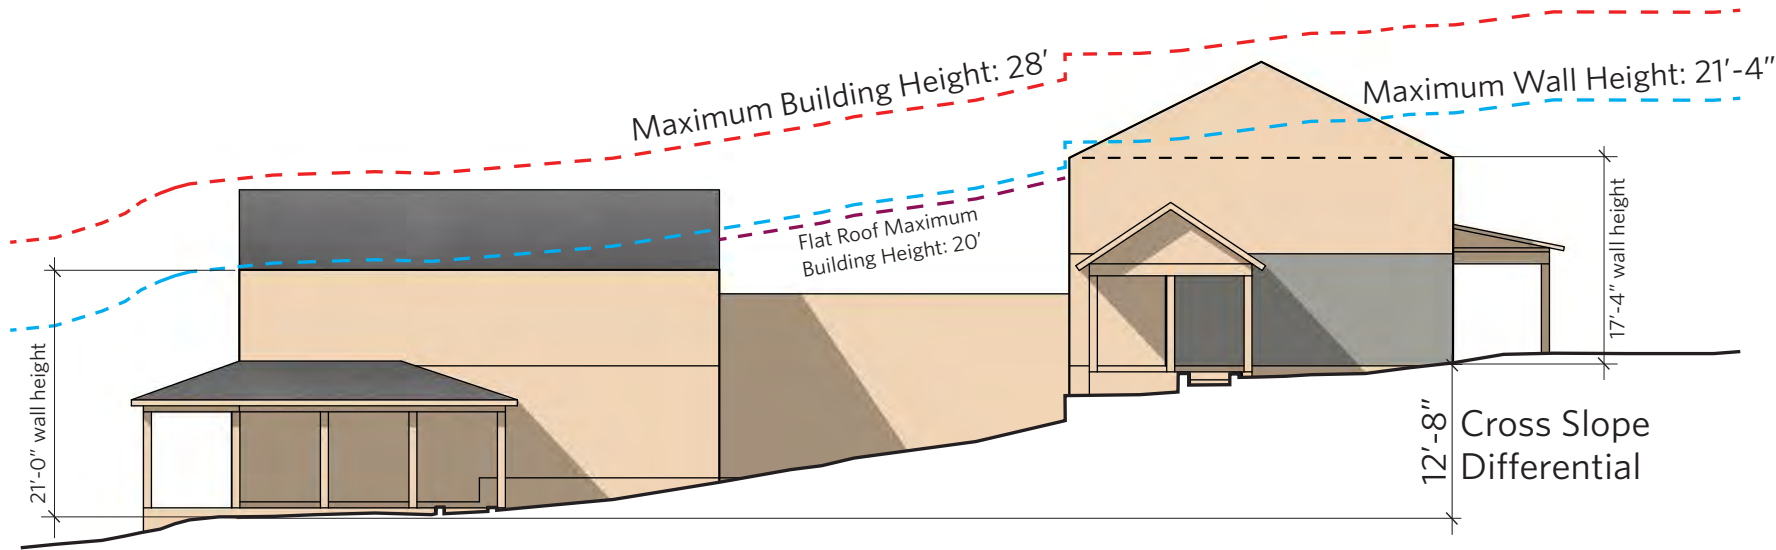 Maximum Building Height: 28′
Maximum Wall Height: 21′-4″
Flat Roof Maximum
Building Height: 20′
21′-0″ wall height
17′-4″ wall height
12′-8″
Cross Slope
Differential